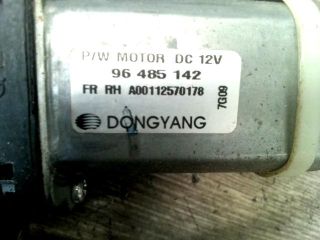 P/W MOTOR DC 12V
96 485 142
FR RH A00112570178
7G09
DONGYANG